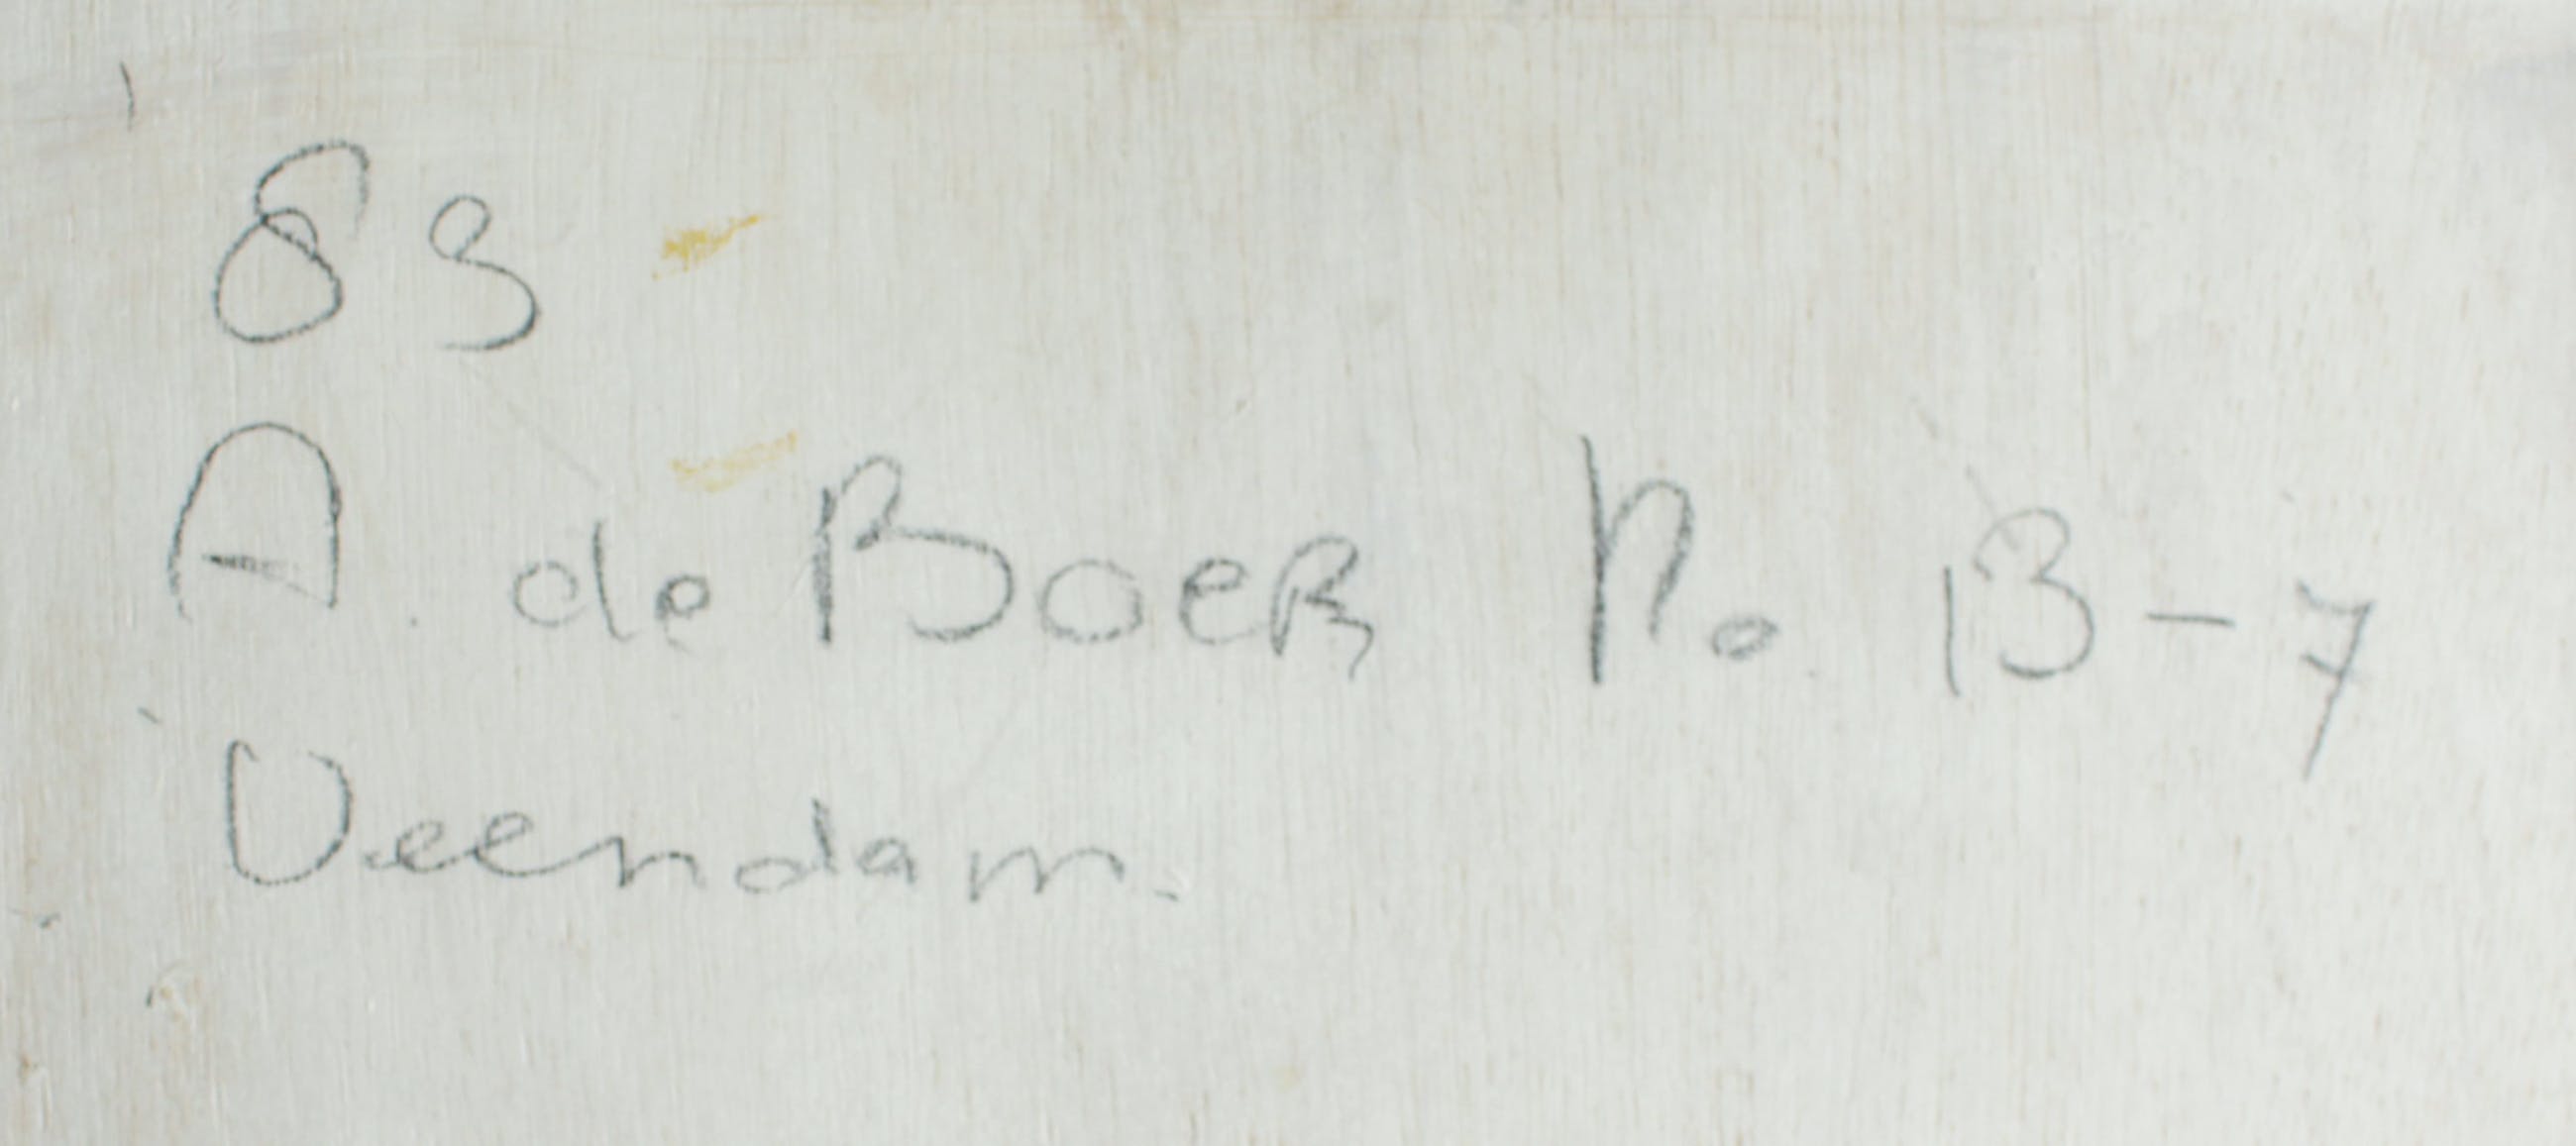 83
A. de Boer No 13-7
Veendam.